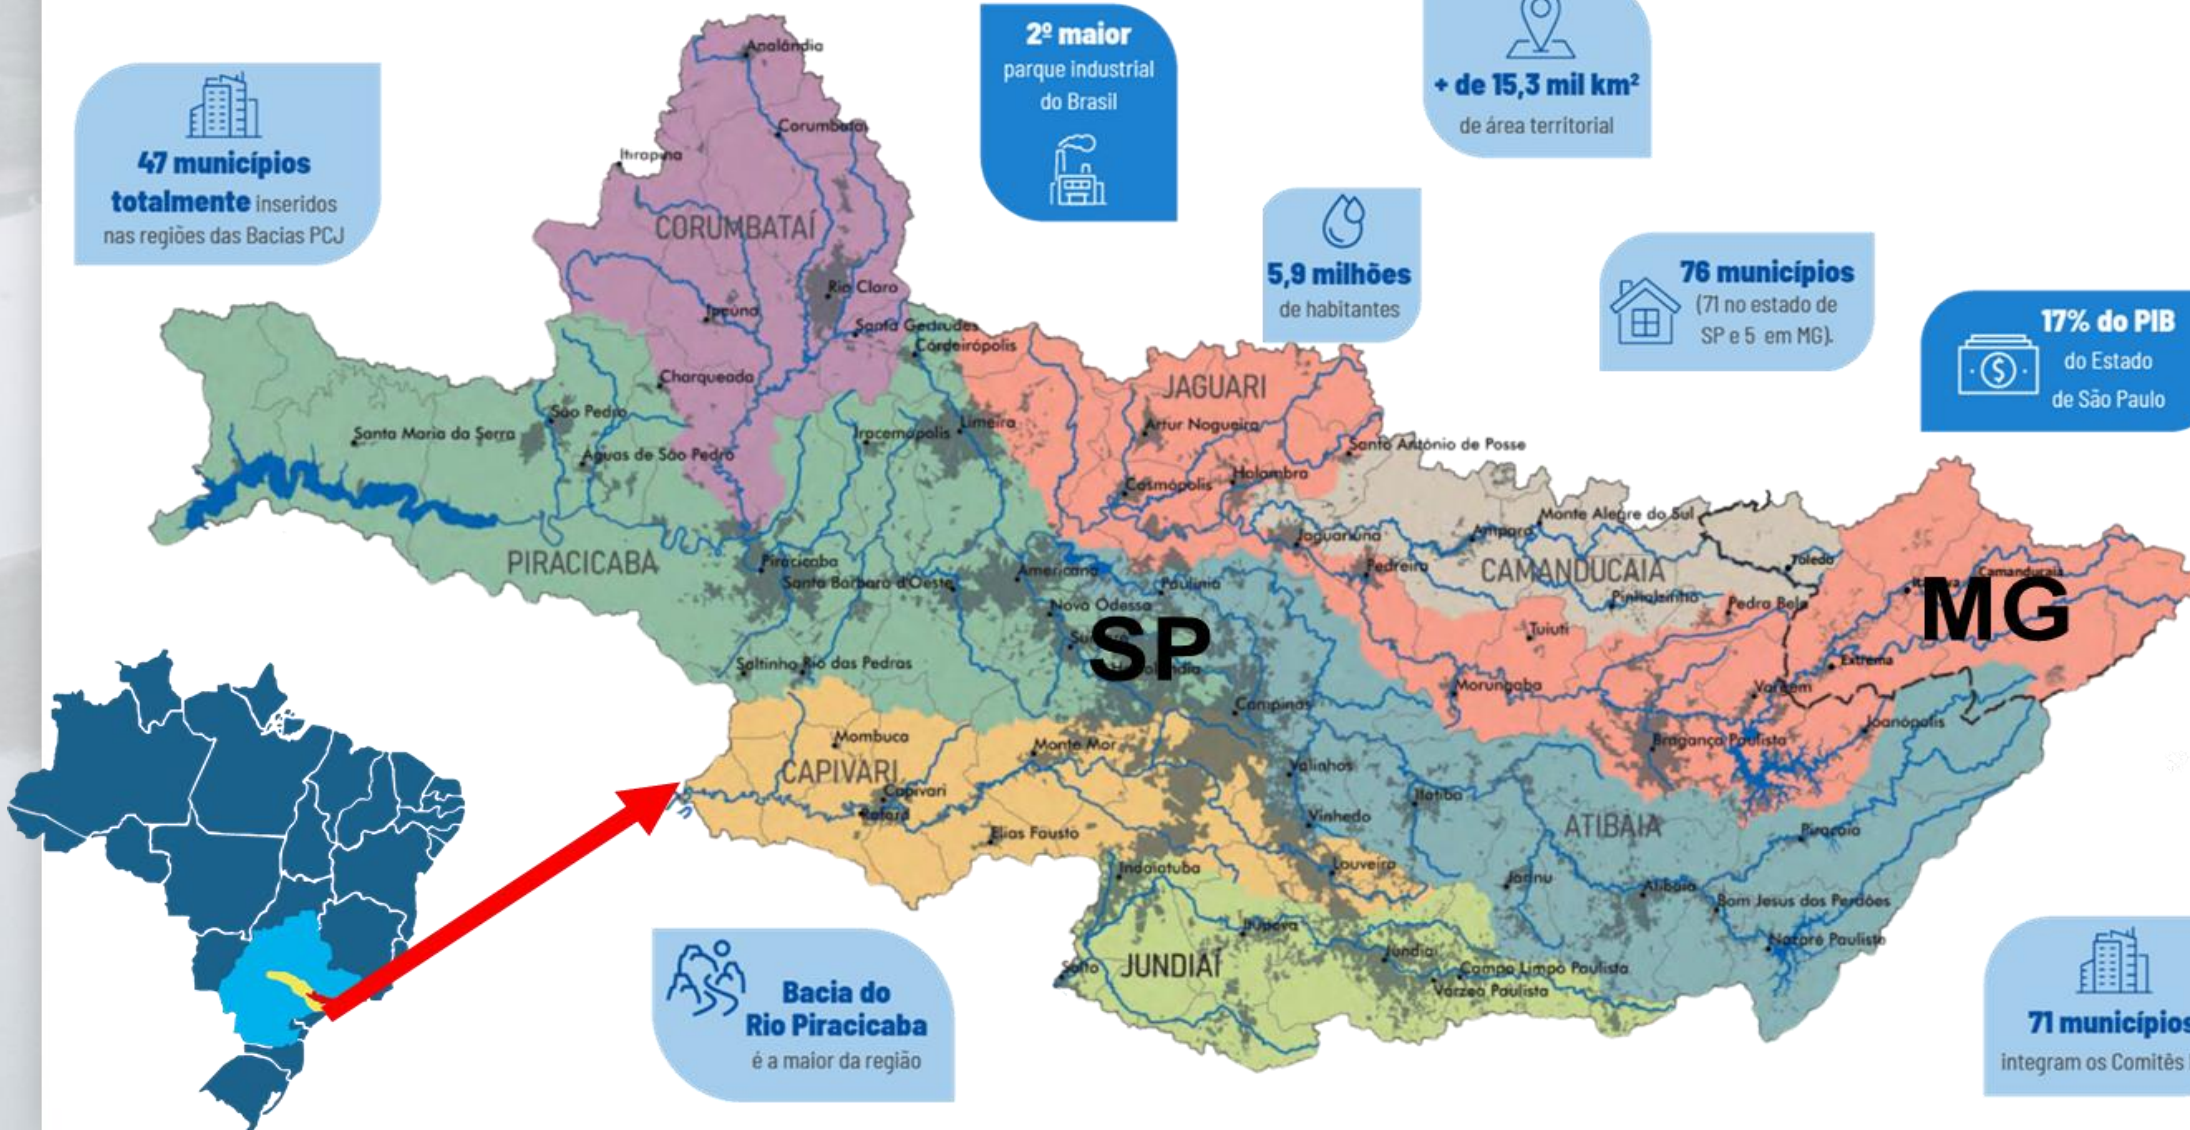 2º maior
parque industrial
do Brasil
+ de 15,3 mil km²
de área territorial
47 municípios
totalmente inseridos
nas regiões das Bacias PCJ
5,9 milhões
de habitantes
76 municípios
(71 no estado de
SP e 5 em MG).
17% do PIB
do Estado
de São Paulo
Analândia
Corumbataí
Itirapina
CORUMBATAÍ
Rio Claro
Ipeúna
Santa Gertrudes
Cordeirópolis
Charqueada
JAGUARI
São Pedro
Santa Maria da Serra
Águas de São Pedro
Iracemápolis
Limeira
Artur Nogueira
Santo Antônio de Posse
Holambra
Cosmópolis
Monte Alegre do Sul
Amparo
Jaguariúna
PIRACICABA
Piracicaba
Santa Bárbara d'Oeste
Americana
Paulínia
Pedreira
CAMANDUCAIA
Toledo
Camanducaia
Pinhalzinho
Pedra Bela
Nova Odessa
SP
MG
Tuiuti
Extrema
Saltinho
Rio das Pedras
Morungaba
Vargem
Campinas
Joanópolis
Mombuca
Monte Mor
Bragança Paulista
CAPIVARI
Capivari
Rafard
Valinhos
Itatiba
Elias Fausto
Vinhedo
ATIBAIA
Piracaia
Indaiatuba
Louveira
Jarinu
Atibaia
Bom Jesus dos Perdões
Itupeva
Nazaré Paulista
Jundiaí
JUNDIAÍ
Salto
Campo Limpo Paulista
Várzea Paulista
Bacia do
Rio Piracicaba
é a maior da região
71 municípios
integram os Comitês